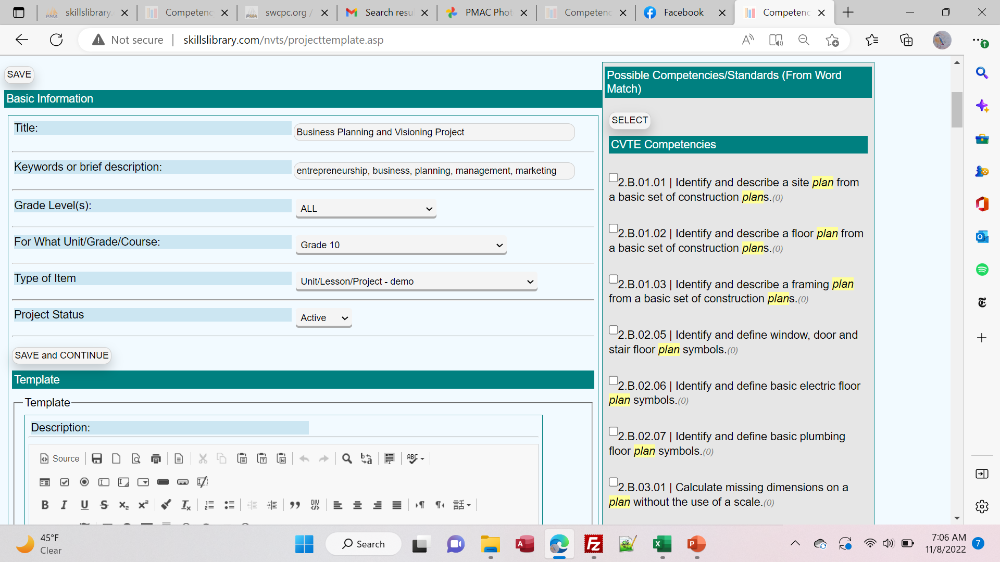 skillslibrary.
Competenc
swcpc.org /
Search resu
PMAC Phot
Competenc
Facebook
Competenc
Not secure
skillslibrary.com/nvts/projecttemplate.asp
SAVE
Basic Information
Title:
Business Planning and Visioning Project
Keywords or brief description:
entrepreneurship, business, planning, management, marketing
Grade Level(s):
ALL
For What Unit/Grade/Course:
Grade 10
Type of Item
Unit/Lesson/Project - demo
Project Status
Active
SAVE and CONTINUE
Template
Template
Description:
Source
Possible Competencies/Standards (From Word
Match)
SELECT
CVTE Competencies
2.B.01.01 | Identify and describe a site plan from
a basic set of construction plans.(0)
2.B.01.02 | Identify and describe a floor plan from
a basic set of construction plans.(0)
2.B.01.03 | Identify and describe a framing plan
from a basic set of construction plans.(0)
2.B.02.05 | Identify and define window, door and
stair floor plan symbols.(0)
2.B.02.06 | Identify and define basic electric floor
plan symbols.(0)
2.B.02.07 | Identify and define basic plumbing
floor plan symbols.(0)
2.B.03.01 | Calculate missing dimensions on a
plan without the use of a scale.(0)
45°F
Clear
Search
7:06 AM
11/8/2022
7